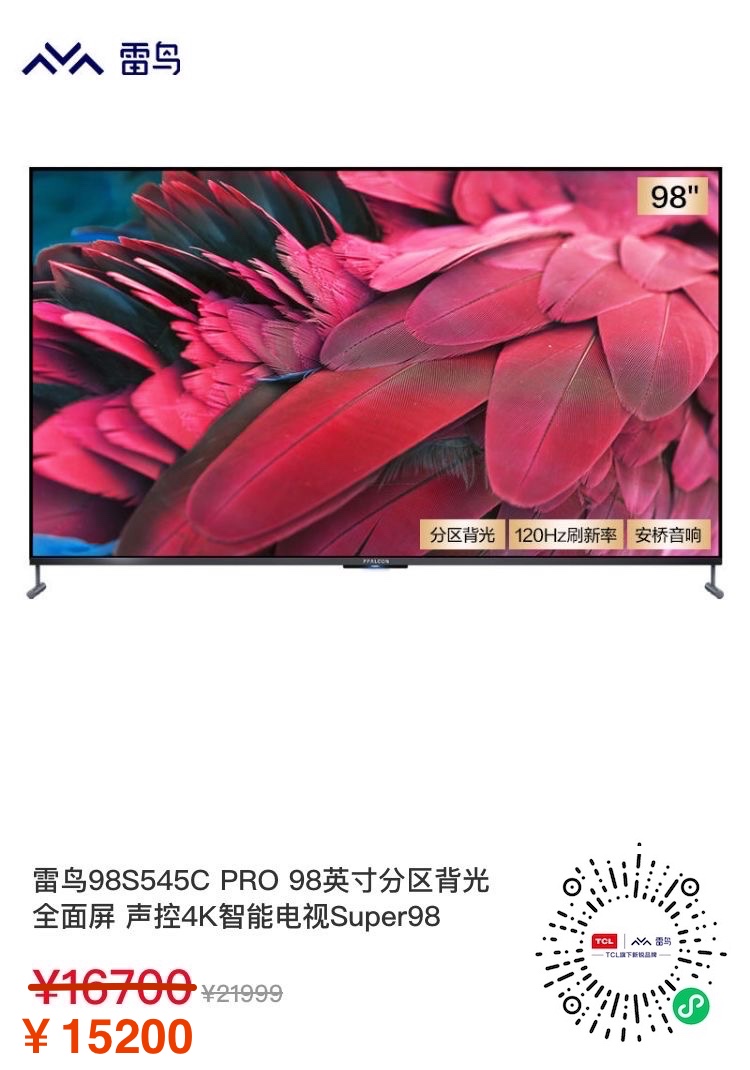 雷鸟
98"
分区背光 120Hz刷新率 安桥音响
FFALCON
雷鸟98S545C PRO 98英寸分区背光
全面屏 声控4K智能电视Super98
¥16700 ¥21999
¥ 15200
TCL 雷鸟
TCL旗下新锐品牌